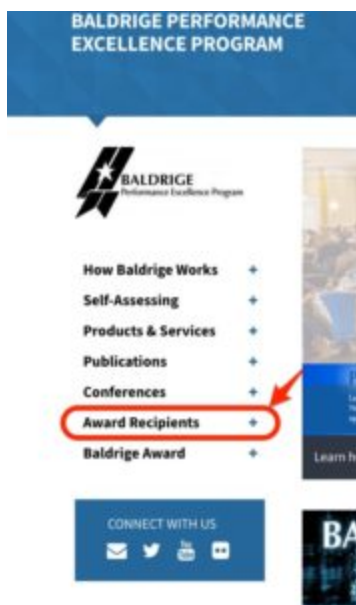 BALDRIGE PERFORMANCE
EXCELLENCE PROGRAM
BALDRIGE
Performance Excellence Program
How Baldrige Works +
Self-Assessing +
Products & Services +
Publications +
Conferences +
Award Recipients +
Baldrige Award +
Learn h
CONNECT WITH US
You
BA